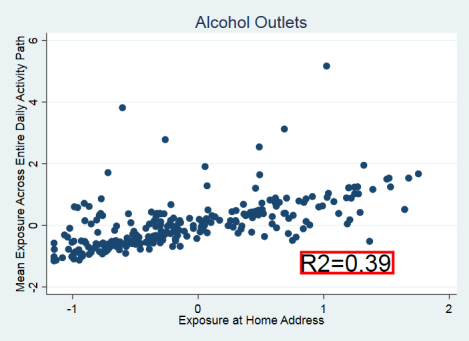 Alcohol Outlets
Mean Exposure Across Entire Daily Activity Path
6
4
2
0
-2
R2=0.39
-1
0
1
2
Exposure at Home Address